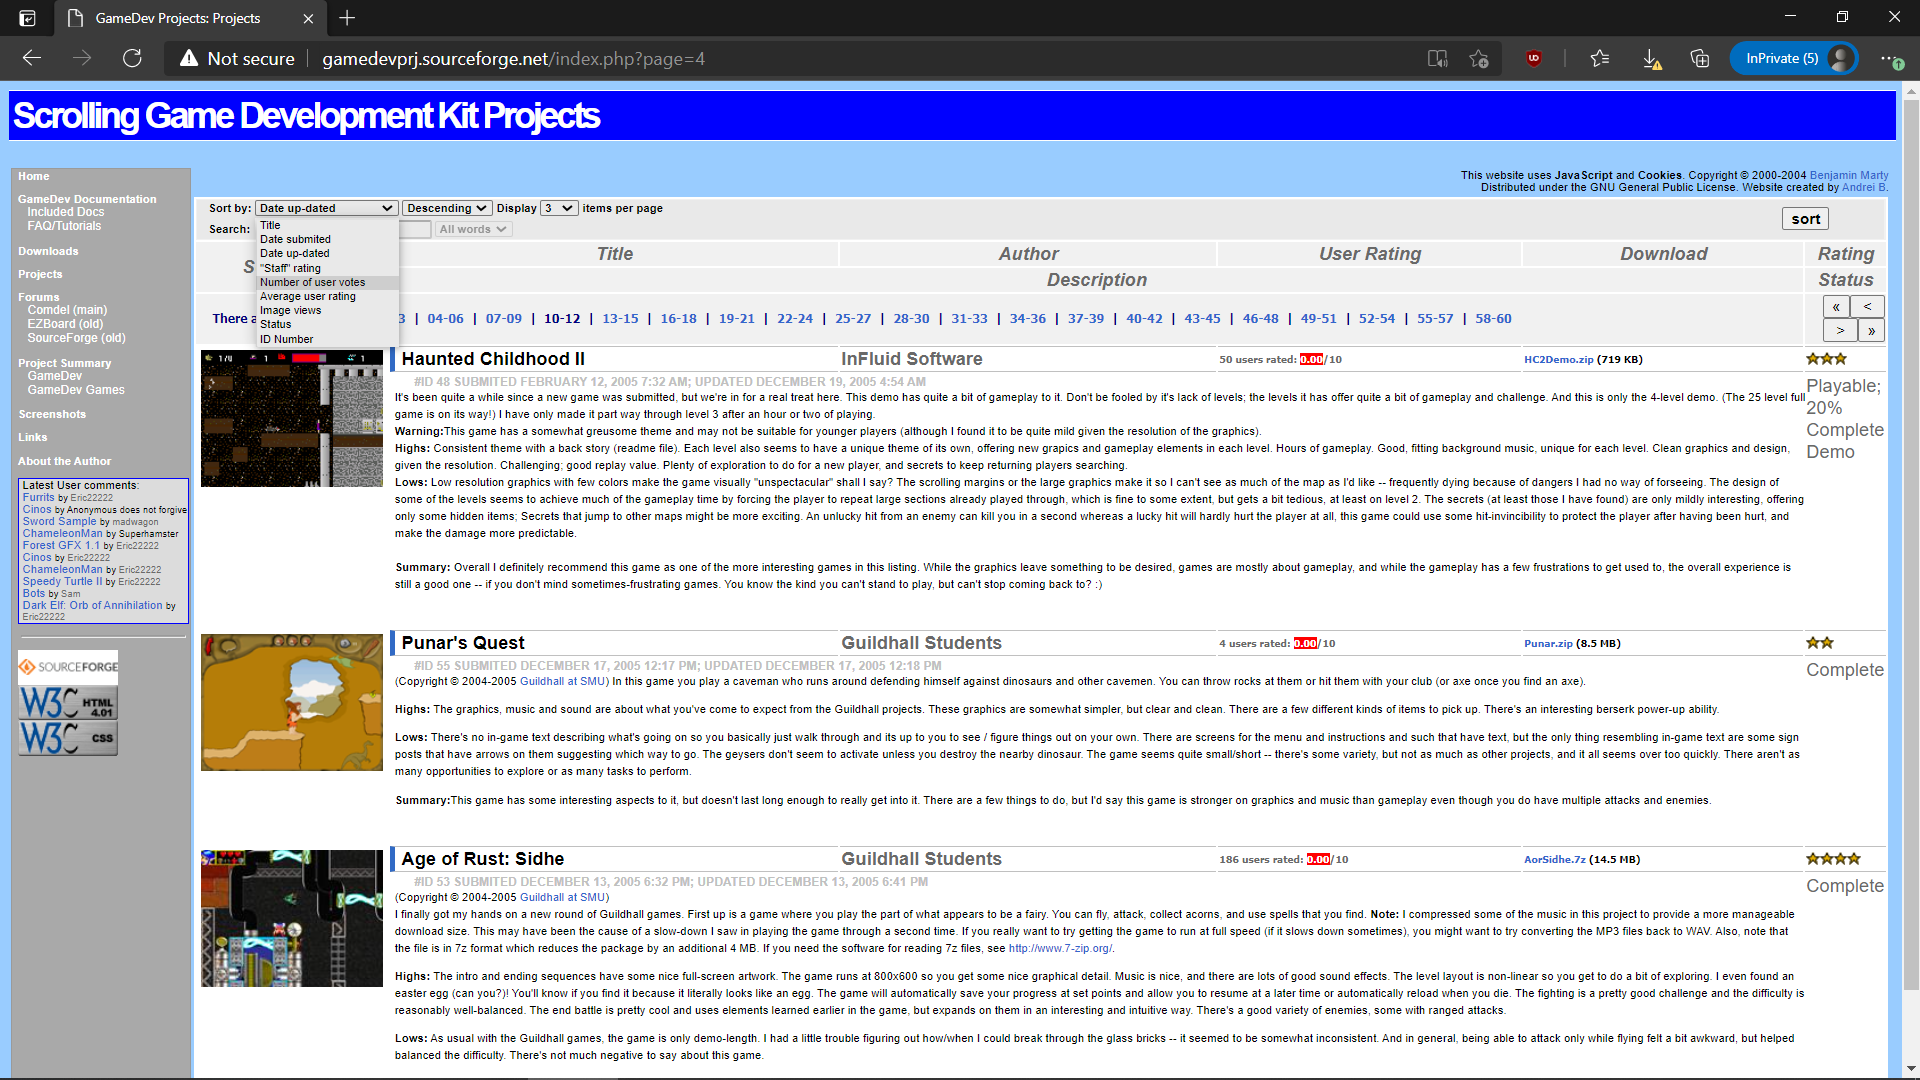 GameDev Projects: Projects
Not secure
gamedevprj.sourceforge.net/index.php?page=4
InPrivate (5)
Scrolling Game Development Kit Projects
This website uses JavaScript and Cookies. Copyright © 2000-2004 Benjamin Marty
Distributed under the GNU General Public License. Website created by Andrei B.
Home
GameDev Documentation
Included Docs
FAQ/Tutorials
Downloads
Projects
Forums
Comdel (main)
EZBoard (old)
SourceForge (old)
Project Summary
GameDev
GameDev Games
Screenshots
Links
About the Author
Latest User comments:
Furrits by Eric22222
Cinos by Anonymous does not forgive
Sword Sample by madwagon
ChameleonMan by Superhamster
Forest GFX 1.1 by Eric22222
Cinos by Eric22222
ChameleonMan by Eric22222
Speedy Turtle II by Eric22222
Bots by Sam
Dark Elf: Orb of Annihilation by
Eric22222
SOURCEFORGE
W3C HTML 4.01
W3C CSS
Sort by: Date up-dated Descending Display 3 items per page
Search: All words
sort
Title
Date submited
Date up-dated
"Staff" rating
Number of user votes
Average user rating
Image views
Status
ID Number
S Title Author User Rating Download Rating
Description Status
There a 3 | 04-06 | 07-09 | 10-12 | 13-15 | 16-18 | 19-21 | 22-24 | 25-27 | 28-30 | 31-33 | 34-36 | 37-39 | 40-42 | 43-45 | 46-48 | 49-51 | 52-54 | 55-57 | 58-60
« <
> »
Haunted Childhood II InFluid Software 50 users rated: 0.00/10 HC2Demo.zip (719 KB)
#ID 48 SUBMITED FEBRUARY 12, 2005 7:32 AM; UPDATED DECEMBER 19, 2005 4:54 AM
Playable;
20%
Complete
Demo
It's been quite a while since a new game was submitted, but we're in for a real treat here. This demo has quite a bit of gameplay to it. Don't be fooled by it's lack of levels; the levels it has offer quite a bit of gameplay and challenge. And this is only the 4-level demo. (The 25 level full
game is on its way!) I have only made it part way through level 3 after an hour or two of playing.
Warning:This game has a somewhat greusome theme and may not be suitable for younger players (although I found it to be quite mild given the resolution of the graphics).
Highs: Consistent theme with a back story (readme file). Each level also seems to have a unique theme of its own, offering new grapics and gameplay elements in each level. Hours of gameplay. Good, fitting background music, unique for each level. Clean graphics and design,
given the resolution. Challenging; good replay value. Plenty of exploration to do for a new player, and secrets to keep returning players searching.
Lows: Low resolution graphics with few colors make the game visually "unspectacular" shall I say? The scrolling margins or the large graphics make it so I can't see as much of the map as I'd like -- frequently dying because of dangers I had no way of forseeing. The design of
some of the levels seems to achieve much of the gameplay time by forcing the player to repeat large sections already played through, which is fine to some extent, but gets a bit tedious, at least on level 2. The secrets (at least those I have found) are only mildly interesting, offering
only some hidden items; Secrets that jump to other maps might be more exciting. An unlucky hit from an enemy can kill you in a second whereas a lucky hit will hardly hurt the player at all, this game could use some hit-invincibility to protect the player after having been hurt, and
make the damage more predictable.
Summary: Overall I definitely recommend this game as one of the more interesting games in this listing. While the graphics leave something to be desired, games are mostly about gameplay, and while the gameplay has a few frustrations to get used to, the overall experience is
still a good one -- if you don't mind sometimes-frustrating games. You know the kind you can't stand to play, but can't stop coming back to? :)
Punar's Quest Guildhall Students 4 users rated: 0.00/10 Punar.zip (8.5 MB)
#ID 55 SUBMITED DECEMBER 17, 2005 12:17 PM; UPDATED DECEMBER 17, 2005 12:18 PM
Complete
(Copyright © 2004-2005 Guildhall at SMU) In this game you play a caveman who runs around defending himself against dinosaurs and other cavemen. You can throw rocks at them or hit them with your club (or axe once you find an axe).
Highs: The graphics, music and sound are about what you've come to expect from the Guildhall projects. These graphics are somewhat simpler, but clear and clean. There are a few different kinds of items to pick up. There's an interesting berserk power-up ability.
Lows: There's no in-game text describing what's going on so you basically just walk through and its up to you to see / figure things out on your own. There are screens for the menu and instructions and such that have text, but the only thing resembling in-game text are some sign
posts that have arrows on them suggesting which way to go. The geysers don't seem to activate unless you destroy the nearby dinosaur. The game seems quite small/short -- there's some variety, but not as much as other projects, and it all seems over too quickly. There aren't as
many opportunities to explore or as many tasks to perform.
Summary:This game has some interesting aspects to it, but doesn't last long enough to really get into it. There are a few things to do, but I'd say this game is stronger on graphics and music than gameplay even though you do have multiple attacks and enemies.
Age of Rust: Sidhe Guildhall Students 186 users rated: 0.00/10 AorSidhe.7z (14.5 MB)
#ID 53 SUBMITED DECEMBER 13, 2005 6:32 PM; UPDATED DECEMBER 13, 2005 6:41 PM
Complete
(Copyright © 2004-2005 Guildhall at SMU)
I finally got my hands on a new round of Guildhall games. First up is a game where you play the part of what appears to be a fairy. You can fly, attack, collect acorns, and use spells that you find. Note: I compressed some of the music in this project to provide a more manageable
download size. This may have been the cause of a slow-down I saw in playing the game through a second time. If you really want to try getting the game to run at full speed (if it slows down sometimes), you might want to try converting the MP3 files back to WAV. Also, note that
the file is in 7z format which reduces the package by an additional 4 MB. If you need the software for reading 7z files, see http://www.7-zip.org/.
Highs: The intro and ending sequences have some nice full-screen artwork. The game runs at 800x600 so you get some nice graphical detail. Music is nice, and there are lots of good sound effects. The level layout is non-linear so you get to do a bit of exploring. I even found an
easter egg (can you?)! You'll know if you find it because it literally looks like an egg. The game will automatically save your progress at set points and allow you to resume at a later time or automatically reload when you die. The fighting is a pretty good challenge and the difficulty is
reasonably well-balanced. The end battle is pretty cool and uses elements learned earlier in the game, but expands on them in an interesting and intuitive way. There's a good variety of enemies, some with ranged attacks.
Lows: As usual with the Guildhall games, the game is only demo-length. I had a little trouble figuring out how/when I could break through the glass bricks -- it seemed to be somewhat inconsistent. And in general, being able to attack only while flying felt a bit awkward, but helped
balanced the difficulty. There's not much negative to say about this game.